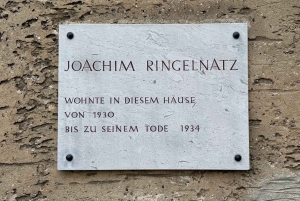 JOACHIM RINGELNATZ
WOHNTE IN DIESEM HAUSE
VON 1930
BIS ZU SEINEM TODE 1934